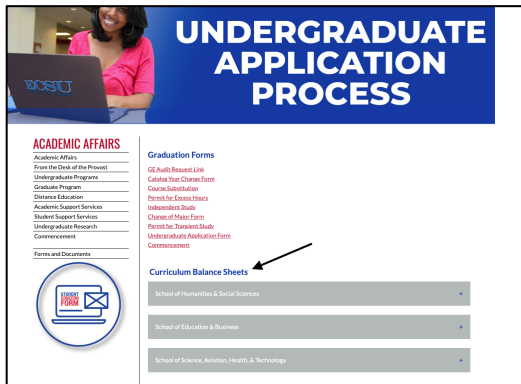 UNDERGRADUATE
APPLICATION
PROCESS
ECSU
ACADEMIC AFFAIRS
Academic Affairs
From the Desk of the Provost
Undergraduate Programs
Graduate Program
Distance Education
Academic Support Services
Student Support Services
Undergraduate Research
Commencement
Forms and Documents
STUDENT
CONCERN
FORM
Graduation Forms
GE Audit Request Link
Catalog Year Change Form
Course Substitution
Permit for Excess Hours
Independent Study
Change of Major Form
Permit for Transient Study
Undergraduate Application Form
Commencement
Curriculum Balance Sheets
School of Humanities & Social Sciences +
School of Education & Business +
School of Science, Aviation, Health, & Technology +